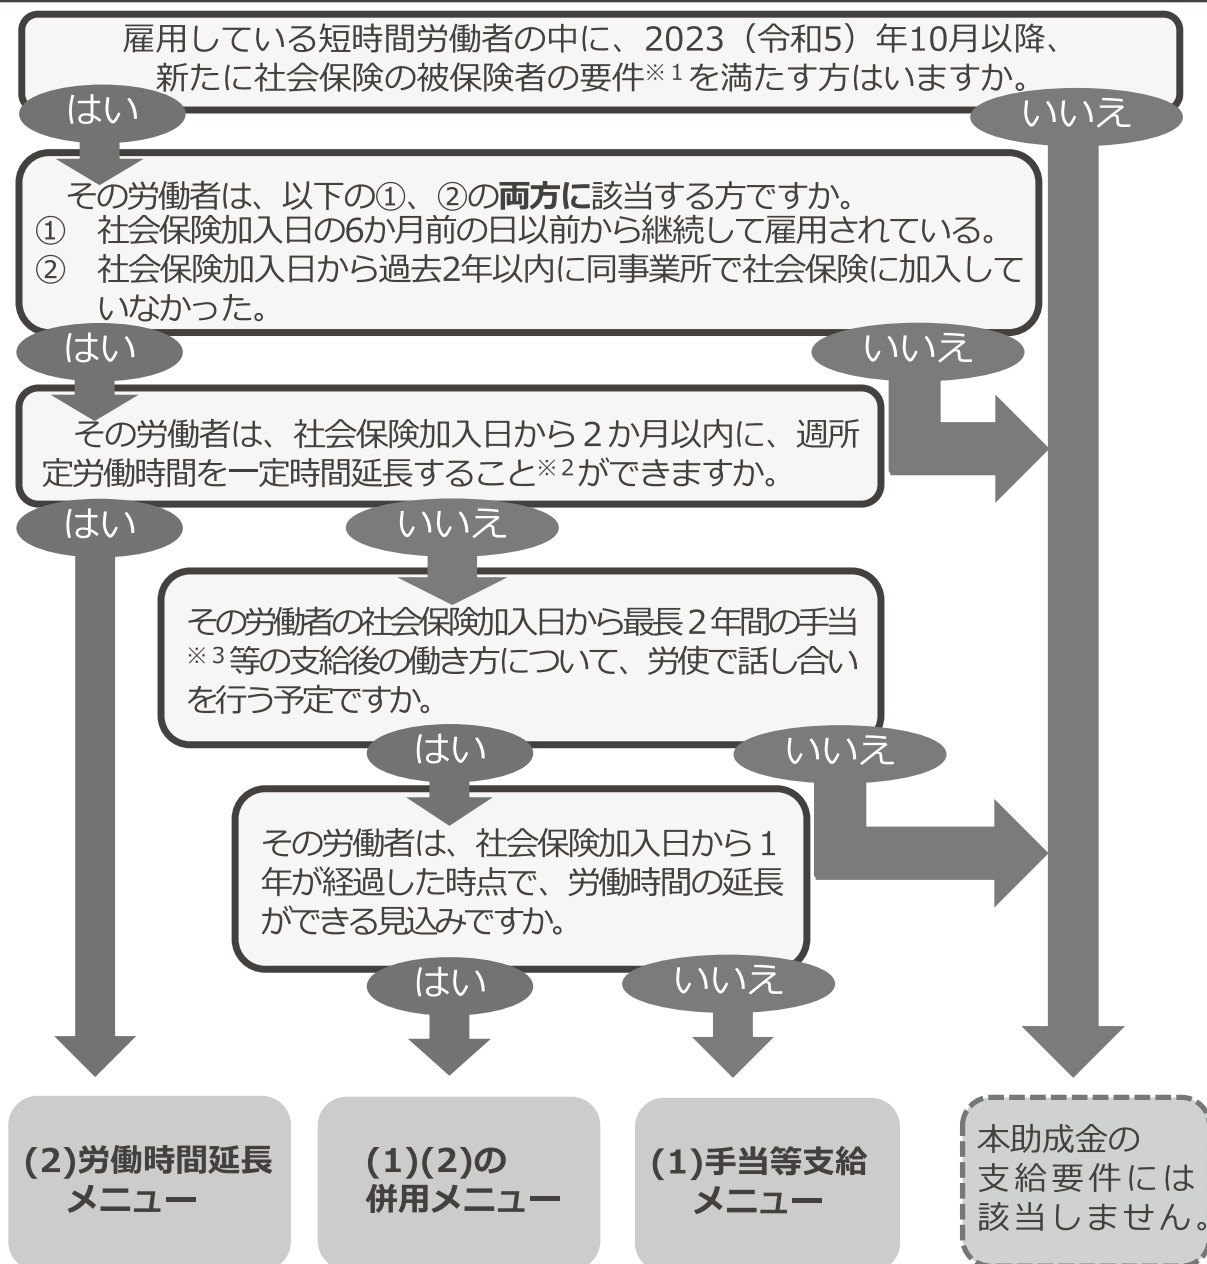 雇用している短時間労働者の中に、2023（令和5）年10月以降、
新たに社会保険の被保険者の要件※1を満たす方はいますか。
はい
いいえ
その労働者は、以下の①、②の両方に該当する方ですか。
① 社会保険加入日の6か月前の日以前から継続して雇用されている。
② 社会保険加入日から過去2年以内に同事業所で社会保険に加入して
いなかった。
はい
いいえ
その労働者は、社会保険加入日から２か月以内に、週所
定労働時間を一定時間延長すること※2ができますか。
はい
いいえ
その労働者の社会保険加入日から最長２年間の手当
※3等の支給後の働き方について、労使で話し合い
を行う予定ですか。
はい
いいえ
その労働者は、社会保険加入日から１
年が経過した時点で、労働時間の延長
ができる見込みですか。
はい
いいえ
(2)労働時間延長
メニュー
(1)(2)の
併用メニュー
(1)手当等支給
メニュー
本助成金の
支給要件には
該当しません。